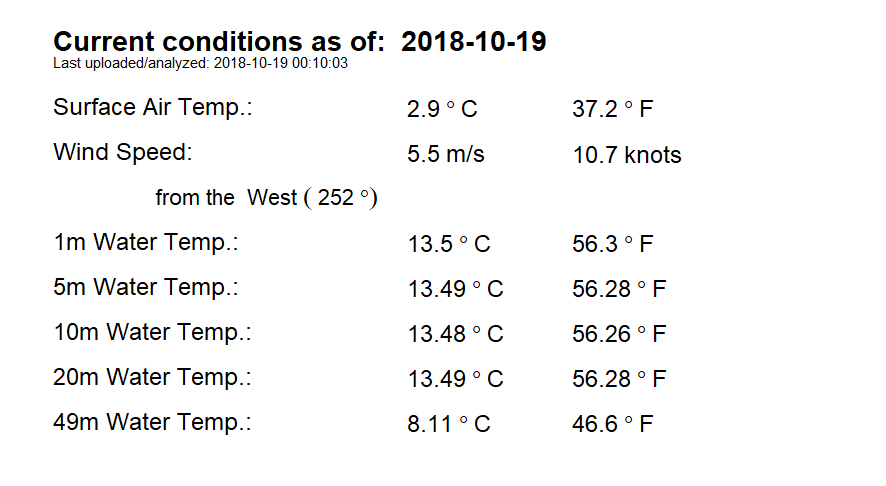 Current conditions as of: 2018-10-19
Last uploaded/analyzed: 2018-10-19 00:10:03
Surface Air Temp.: 2.9 ° C 37.2 ° F
Wind Speed: 5.5 m/s 10.7 knots
from the West ( 252 °)
1m Water Temp.: 13.5 ° C 56.3 ° F
5m Water Temp.: 13.49 ° C 56.28 ° F
10m Water Temp.: 13.48 ° C 56.26 ° F
20m Water Temp.: 13.49 ° C 56.28 ° F
49m Water Temp.: 8.11 ° C 46.6 ° F